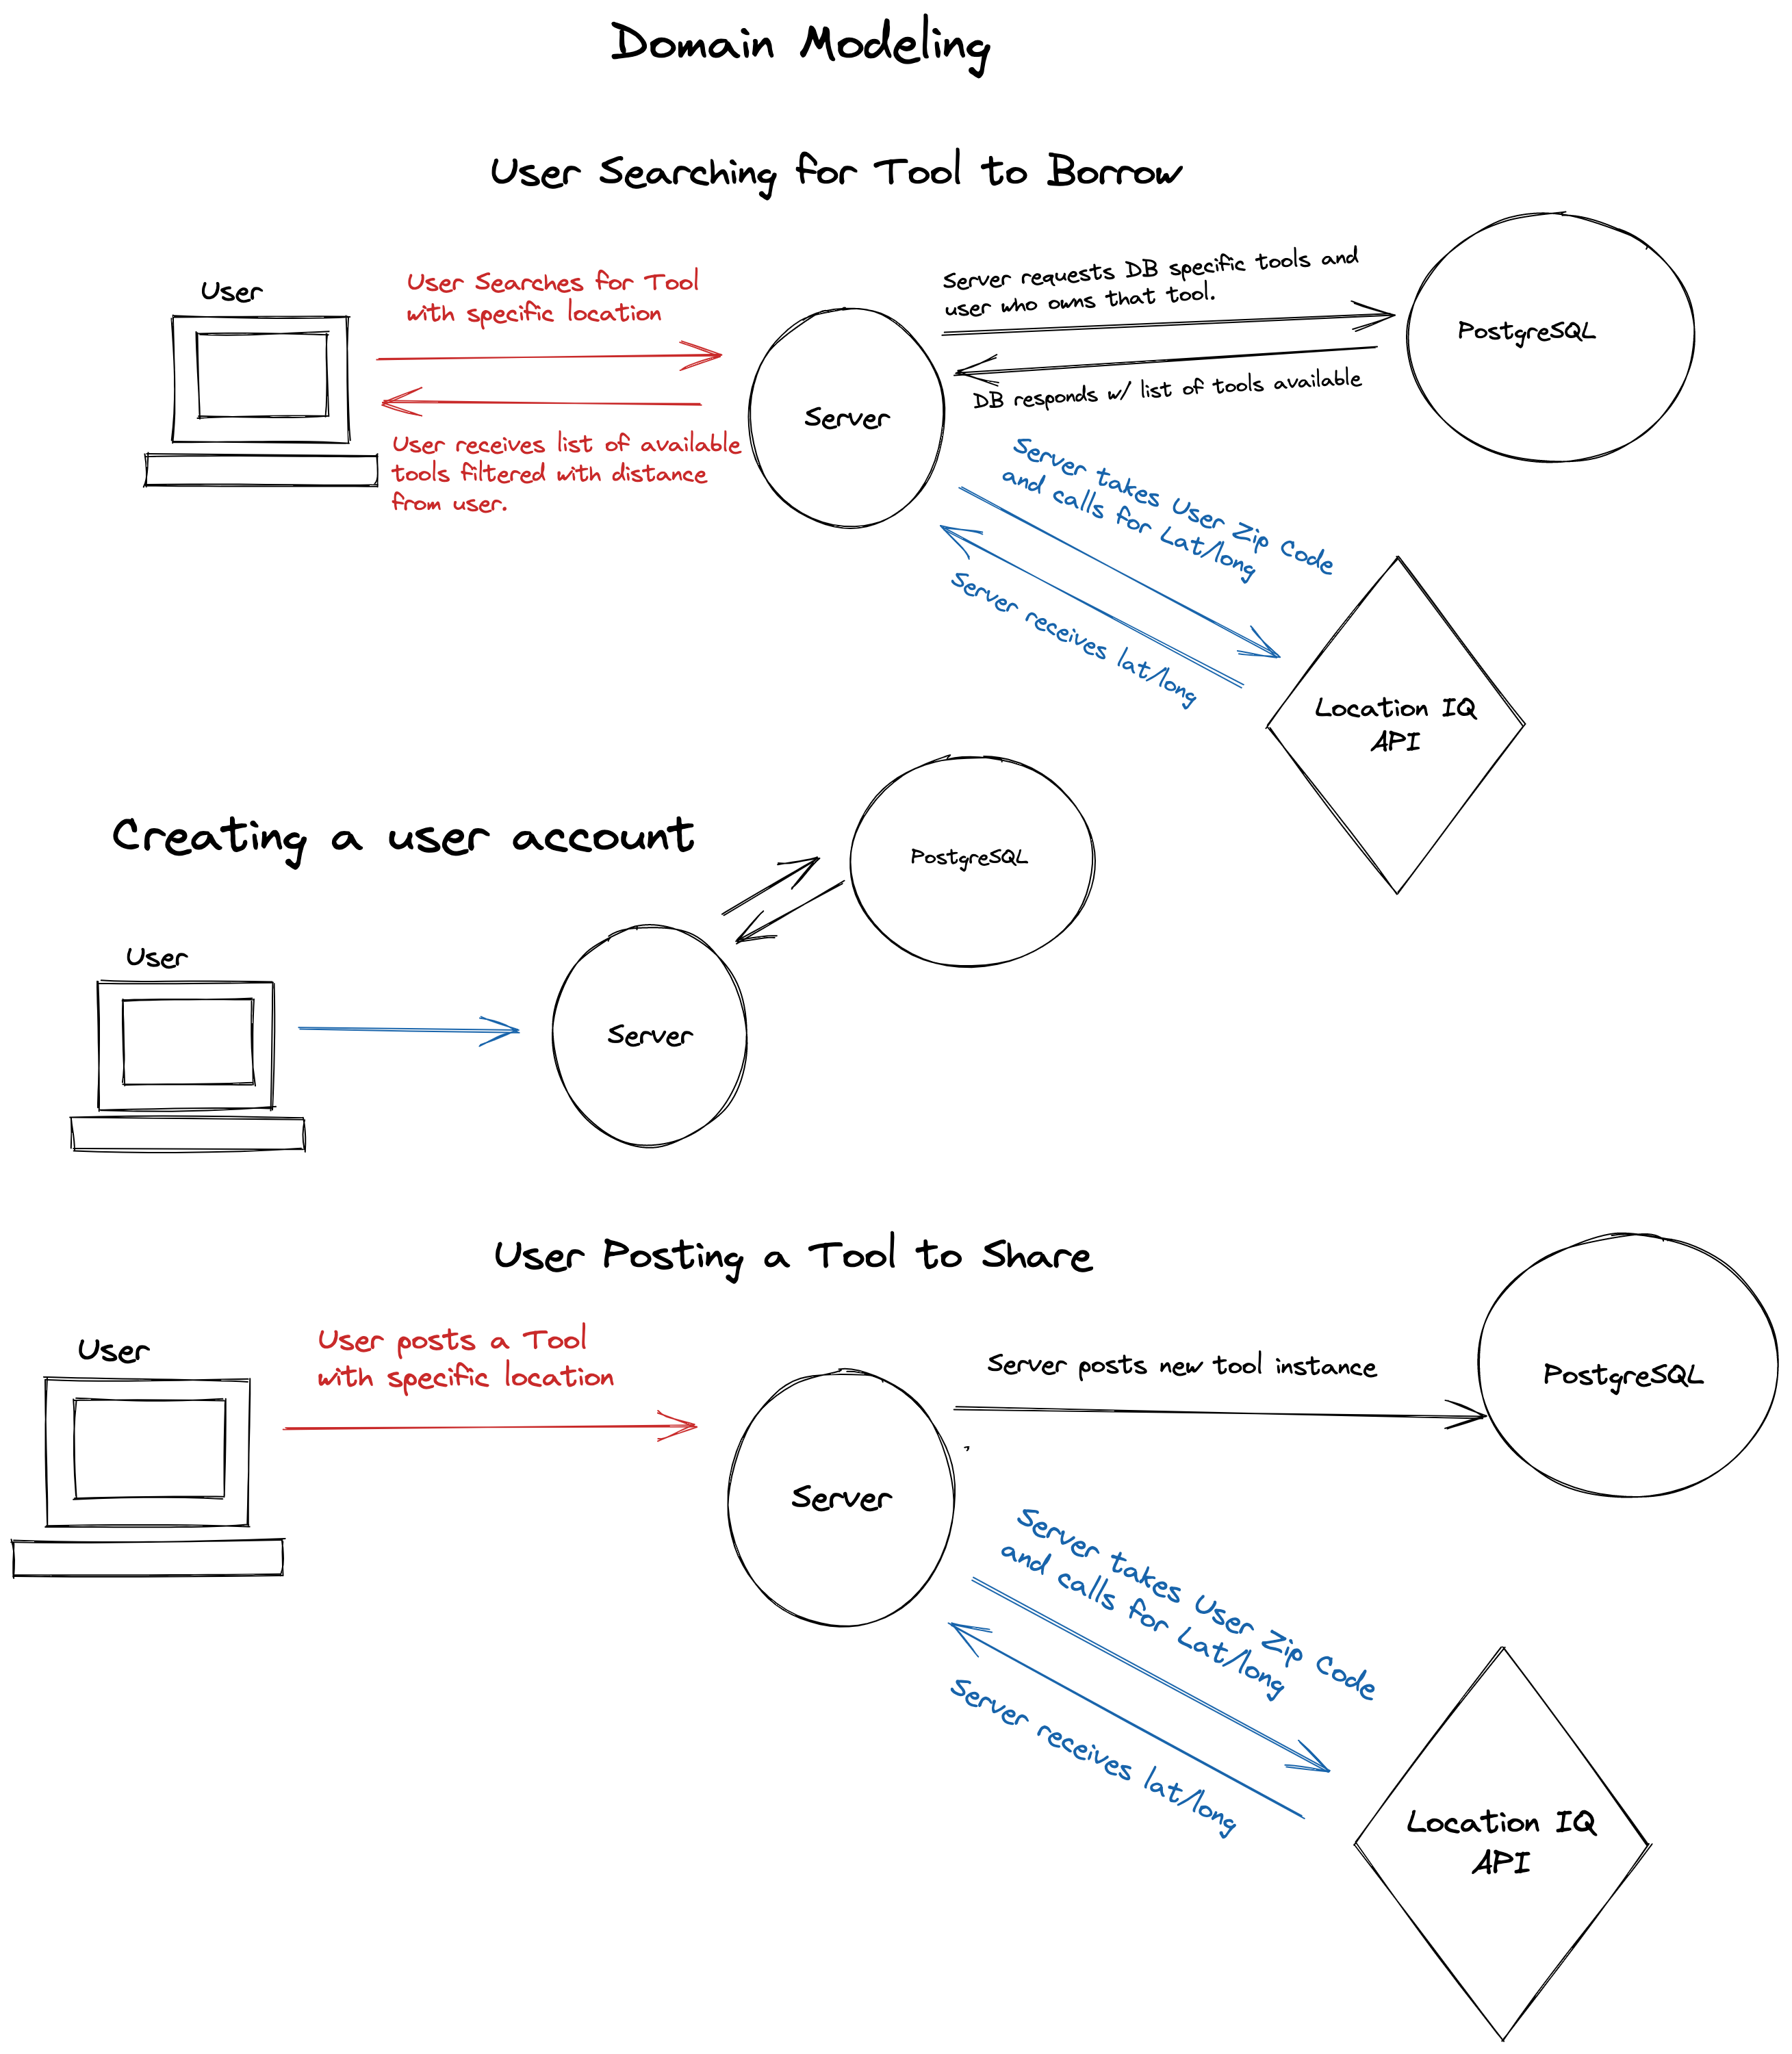 Domain Modeling
User Searching for Tool to Borrow
User
User Searches for Tool
with specific location
User receives list of available
tools filtered with distance
from user.
Server
Server requests DB specific tools and
user who owns that tool.
DB responds w/ list of tools available
PostgreSQL
Server takes User Zip Code
and calls for Lat/long
Server receives lat/long
Location IQ
API
Creating a user account
User
Server
PostgreSQL
User Posting a Tool to Share
User
User posts a Tool
with specific location
Server
Server posts new tool instance
PostgreSQL
Server takes User Zip Code
and calls for Lat/long
Server receives lat/long
Location IQ
API